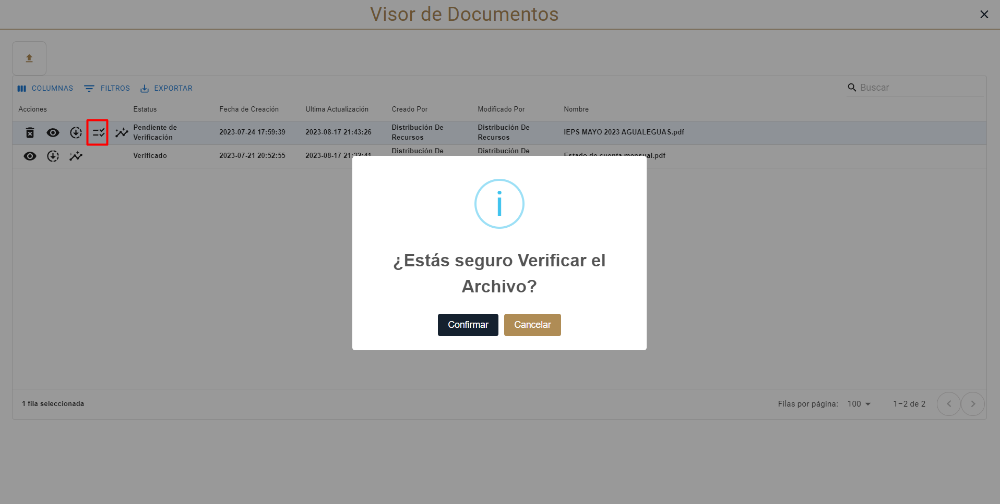 Visor de Documentos
COLUMNAS FILTROS EXPORTAR Buscar
Acciones Estatus Fecha de Creación Ultima Actualización Creado Por Modificado Por Nombre
Pendiente de Verificación 2023-07-24 17:59:39 2023-08-17 21:43:26 Distribución De Recursos Distribución De Recursos IEPS MAYO 2023 AGUALEGUAS.pdf
Verificado 2023-07-21 20:52:55 2023-08-17 21:32:41 Distribución De Distribución De Estado de cuenta mensual.pdf
¿Estás seguro Verificar el
Archivo?
Confirmar Cancelar
1 fila seleccionada Filas por página: 100 1–2 de 2